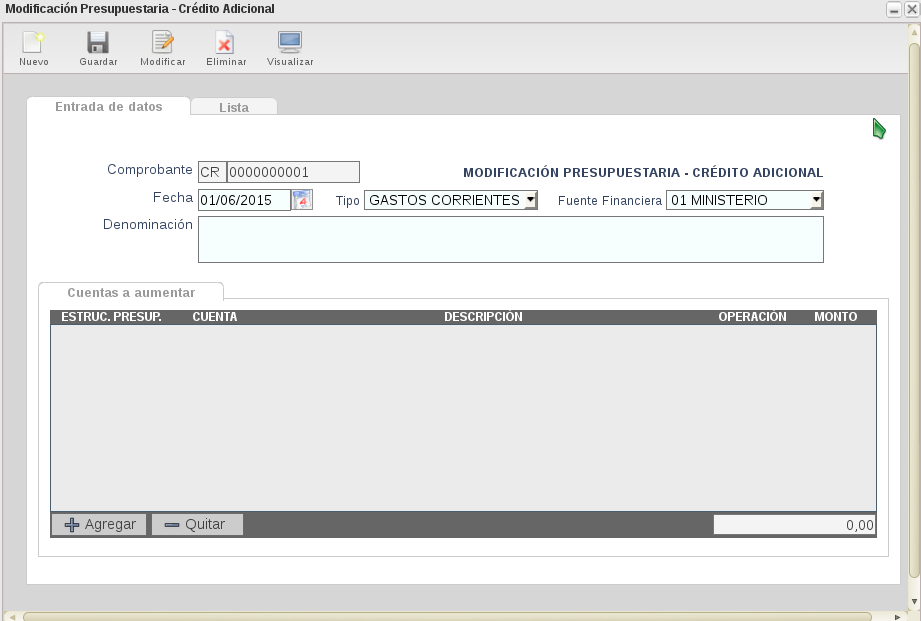 Modificación Presupuestaria - Crédito Adicional
Nuevo Guardar Modificar Eliminar Visualizar
Entrada de datos Lista
Comprobante CR 0000000001 MODIFICACIÓN PRESUPUESTARIA - CRÉDITO ADICIONAL
Fecha 01/06/2015 Tipo GASTOS CORRIENTES Fuente Financiera 01 MINISTERIO
Denominación
Cuentas a aumentar
ESTRUC. PRESUP. CUENTA DESCRIPCIÓN OPERACIÓN MONTO
Agregar Quitar 0,00